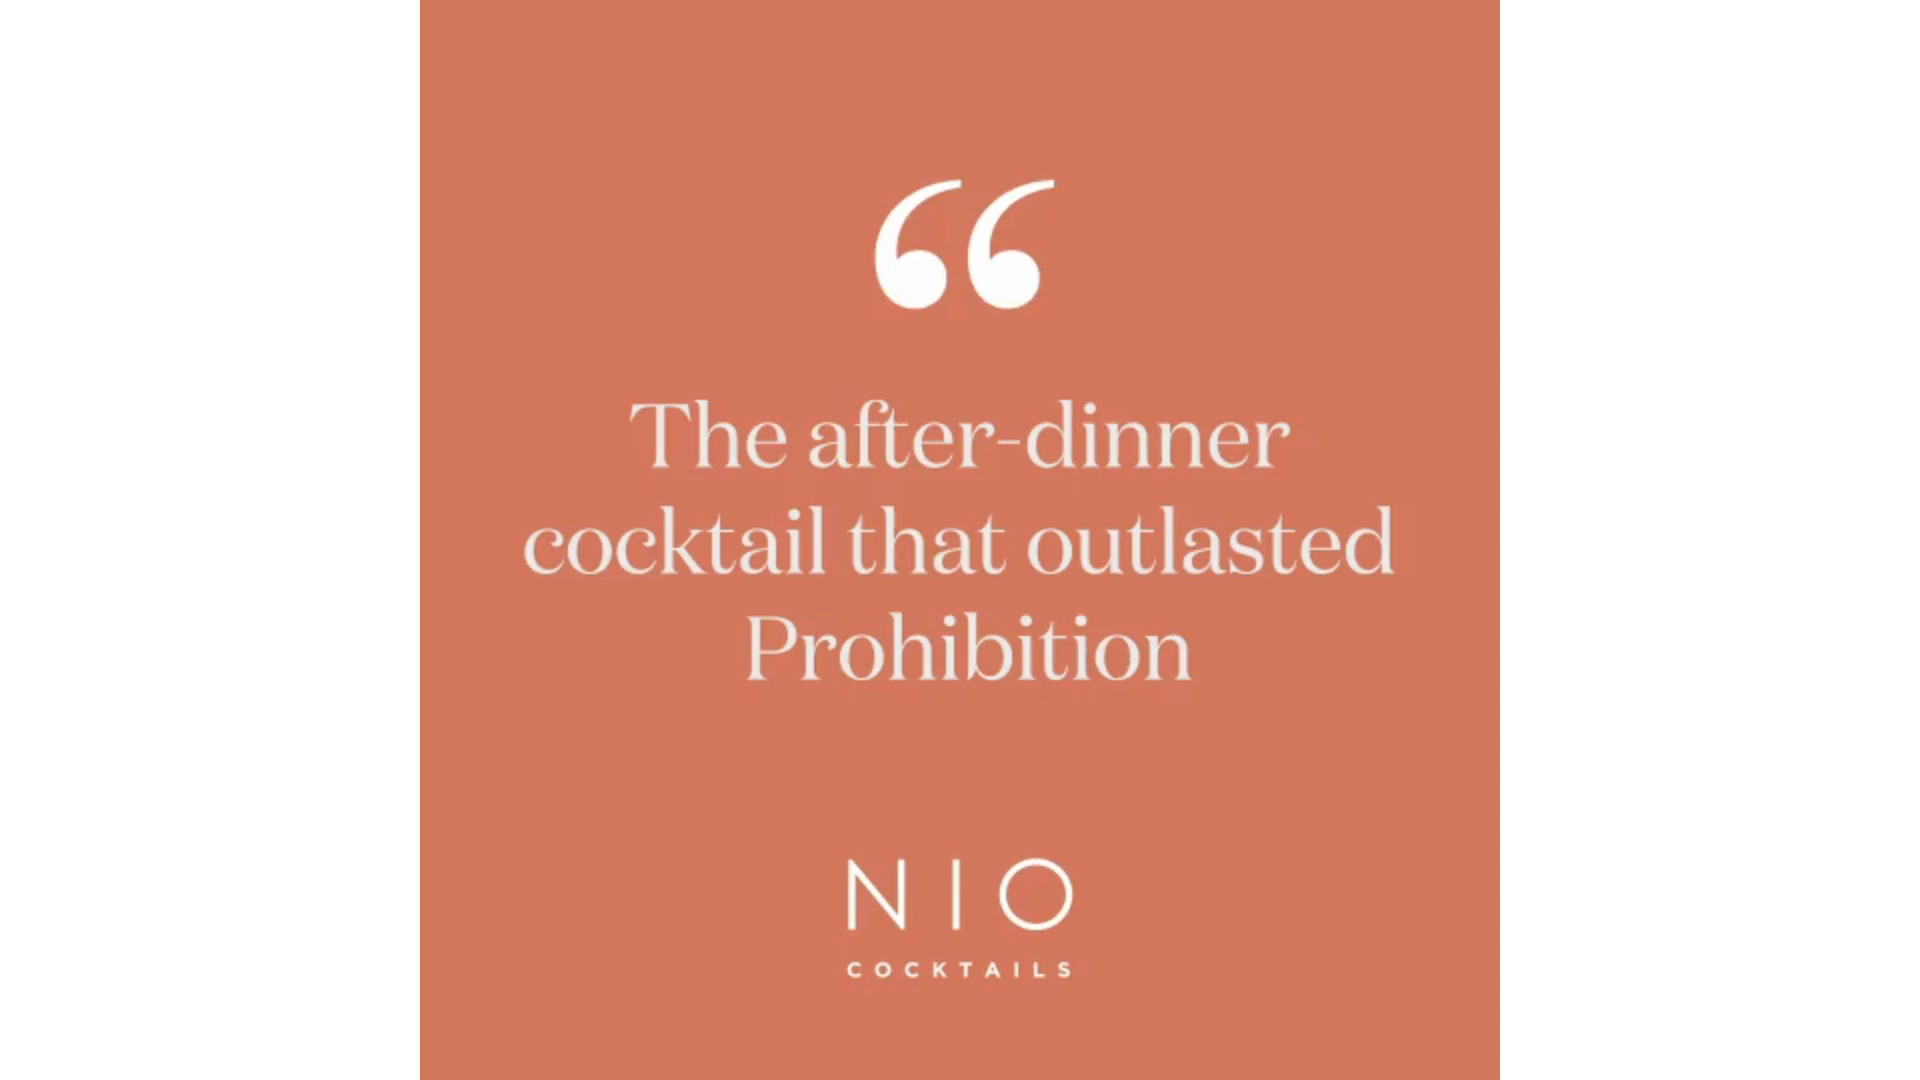 “
The after-dinner
cocktail that outlasted
Prohibition
NIO
COCKTAILS